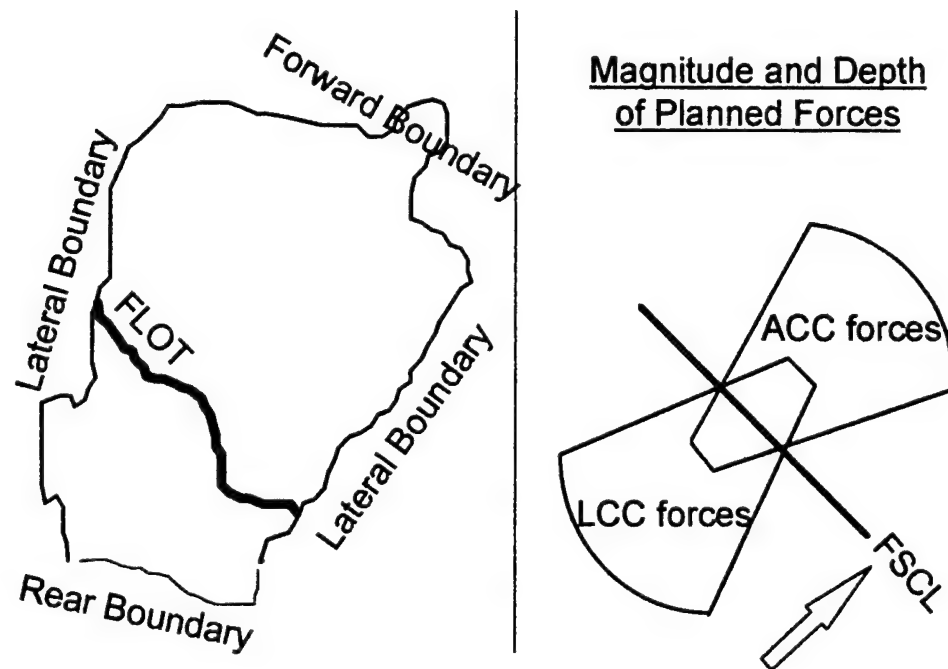 Forward Boundary
Lateral Boundary
FLOT
Lateral Boundary
Rear Boundary
Magnitude and Depth
of Planned Forces
ACC forces
LCC forces
FSCL